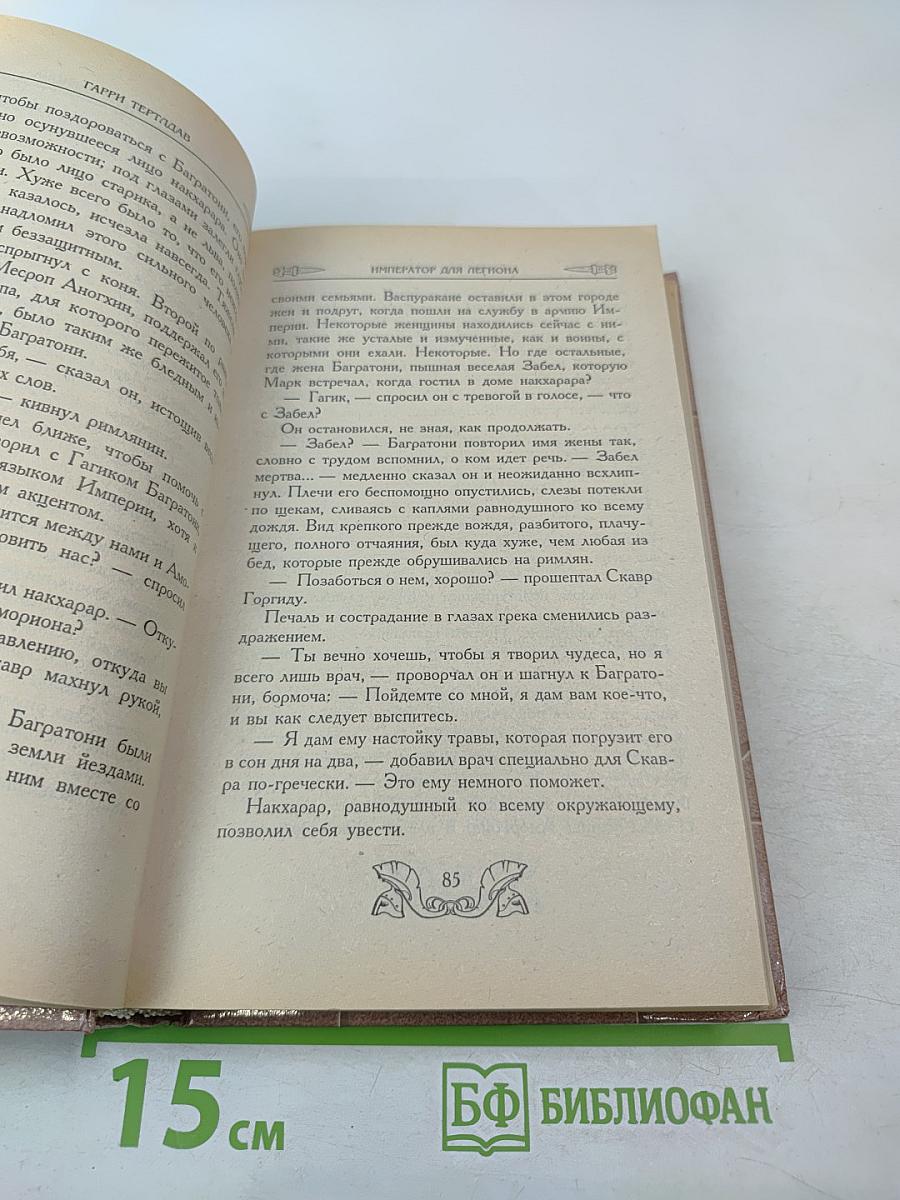 ГАРРИ ТЕРТЛДАВ
чтобы поздороваться с Багратони.
но осунувшееся лицо накхарара.
евозможности; под глазами залегли
о было лицо старика, а не льва
и. Хуже всего было то, что его
казалось, исчезла навсегда.
надломил этого сильного
и беззащитным.
спрыгнул с коня. Второй по
Месроп Аногхин, поддержал его
па, для которого пережитое
, было таким же бледным и
Багратони.
бя, — сказал он, истощив
х слов.
— кивнул римлянин.
ел ближе, чтобы помочь
орил с Гагиком Багратони,
языком Империи, хотя
м акцентом.
ится между нами и Амо-
овить нас? — спросил
ил накхарар. — Отку-
мориона?
авлению, откуда вы
авр махнул рукой,
Багратони были
земли йездами.
ним вместе со
ИМПЕРАТОР ДЛЯ ЛЕГИОНА
своими семьями. Васпуракане оставили в этом городе
жен и подруг, когда пошли на службу в армию Им-
перии. Некоторые женщины находились сейчас с ни-
ми, такие же усталые и измученные, как и воины, с
которыми они ехали. Некоторые. Но где остальные,
где жена Багратони, пышная веселая Забел, которую
Марк встречал, когда гостил в доме накхарара?
— Гагик, — спросил он с тревогой в голосе, — что
с Забел?
Он остановился, не зная, как продолжать.
— Забел? — Багратони повторил имя жены так,
словно с трудом вспомнил, о ком идет речь. — Забел
мертва... — медленно сказал он и неожиданно всхлип-
нул. Плечи его беспомощно опустились, слезы потекли
по щекам, сливаясь с каплями равнодушного ко всему
дождя. Вид крепкого прежде вождя, разбитого, плачу-
щего, полного отчаяния, был куда хуже, чем любая из
бед, которые прежде обрушивались на римлян.
— Позаботься о нем, хорошо? — прошептал Скавр
Горгиду.
Печаль и сострадание в глазах грека сменились раз-
дражением.
— Ты вечно хочешь, чтобы я творил чудеса, но я
всего лишь врач, — проворчал он и шагнул к Баграто-
ни, бормоча: — Пойдемте со мной, я дам вам кое-что,
и вы как следует выспитесь.
— Я дам ему настойку травы, которая погрузит его
в сон дня на два, — добавил врач специально для Скав-
ра по-гречески. — Это ему немного поможет.
Накхарар, равнодушный ко всему окружающему,
позволил себя увести.
85
15 см
БФ БИБЛИОФАН